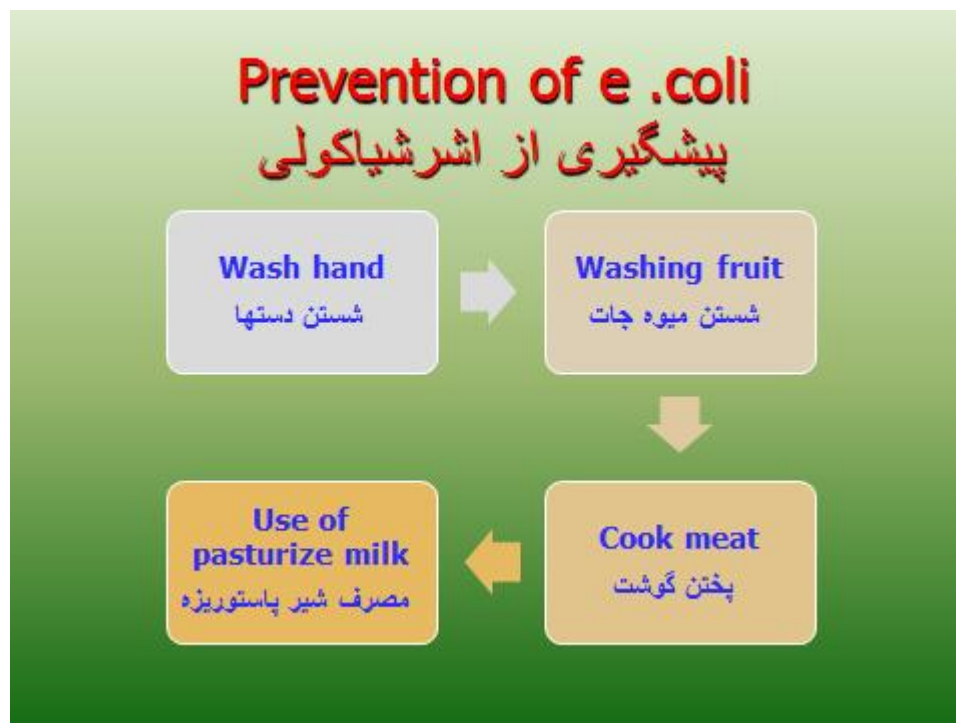 Prevention of e .coli
پیشگیری از اشرشیاکولی
Wash hand
شستن دستها
Washing fruit
شستن میوه جات
Cook meat
پختن گوشت
Use of
pasturize milk
مصرف شیر پاستوریزه